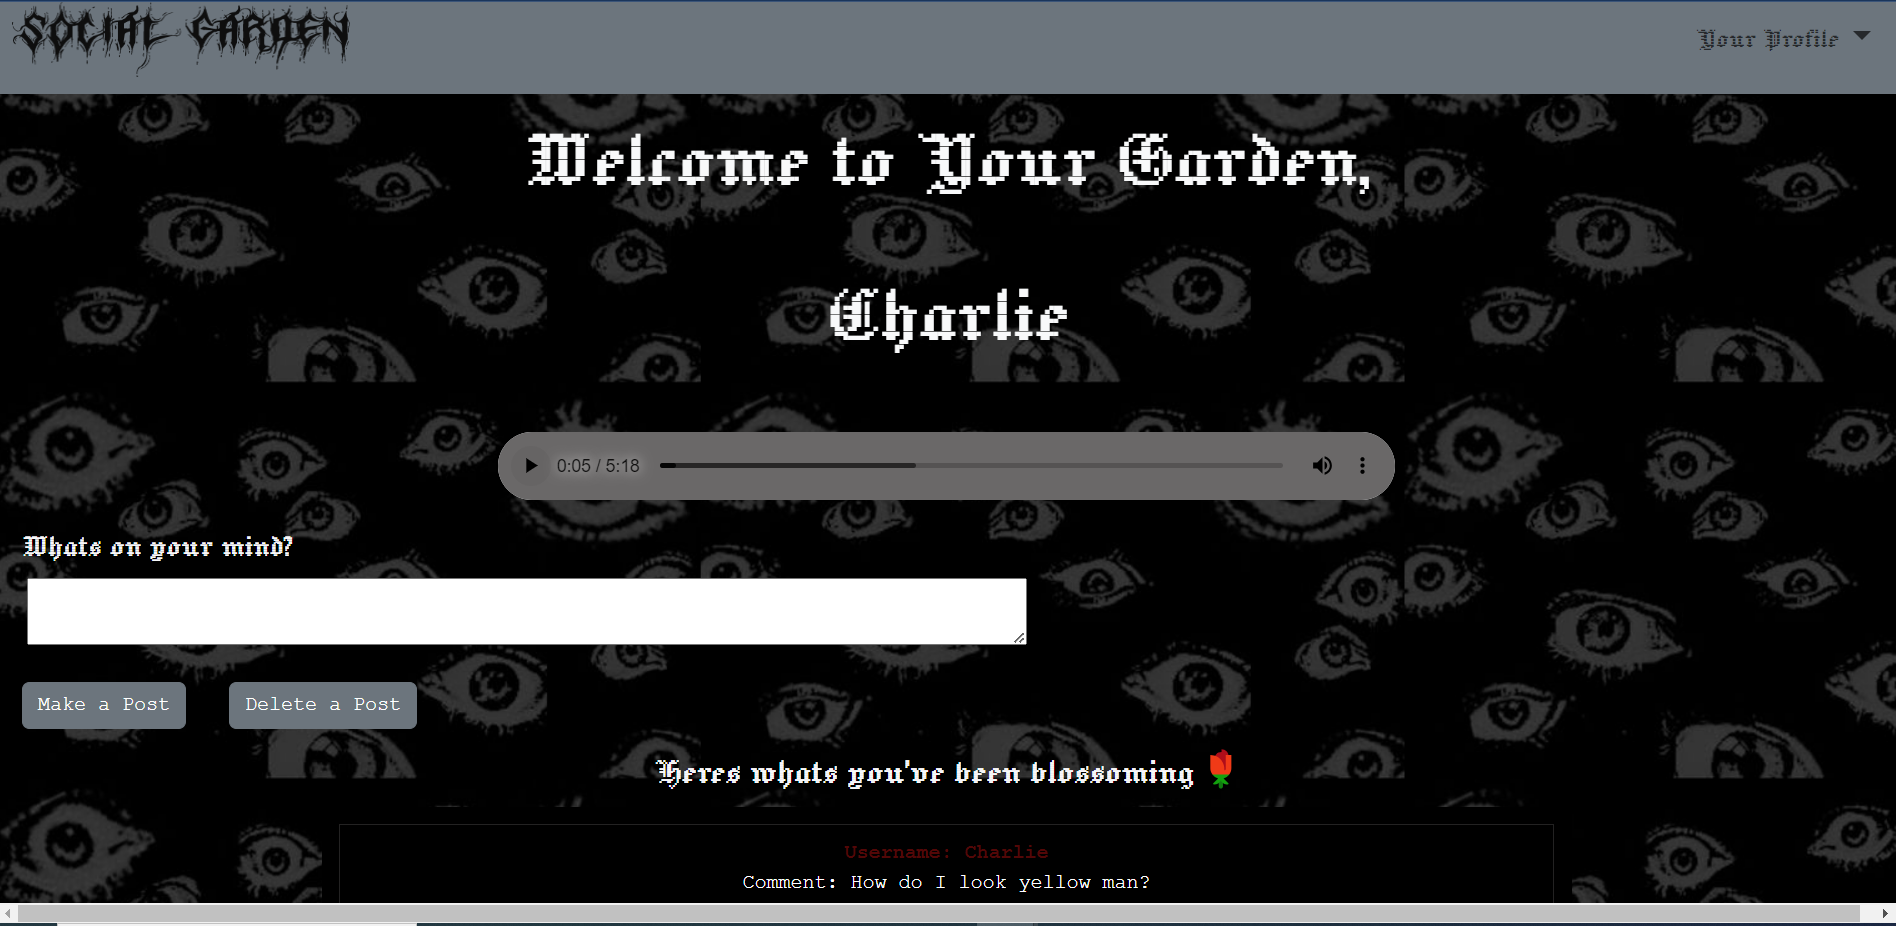 SOCIAL GARDEN
Your Profile
Welcome to Your Garden,
Charlie
0:05 / 5:18
Whats on your mind?
Make a Post
Delete a Post
Heres whats you've been blossoming
Username: Charlie
Comment: How do I look yellow man?